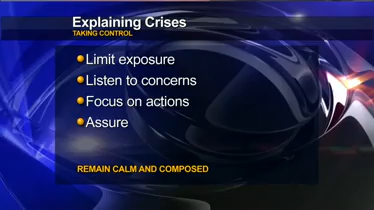 Explaining Crises
TAKING CONTROL
Limit exposure
Listen to concerns
Focus on actions
Assure
REMAIN CALM AND COMPOSED